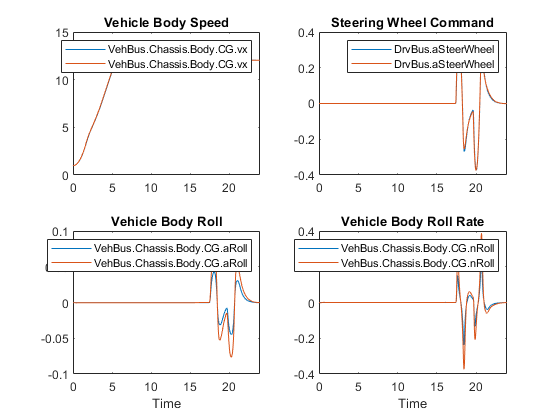 Vehicle Body Speed
15
VehBus.Chassis.Body.CG.vx
VehBus.Chassis.Body.CG.vx
10
5
0
0 5 10 15 20
Steering Wheel Command
0.4
DrvBus.aSteerWheel
DrvBus.aSteerWheel
0.2
0
-0.2
-0.4
0 5 10 15 20
Vehicle Body Roll
0.1
VehBus.Chassis.Body.CG.aRoll
VehBus.Chassis.Body.CG.aRoll
0
-0.05
-0.1
Time
0 5 10 15 20
Vehicle Body Roll Rate
0.4
VehBus.Chassis.Body.CG.nRoll
VehBus.Chassis.Body.CG.nRoll
0
-0.2
-0.4
0 5 10 15 20
Time